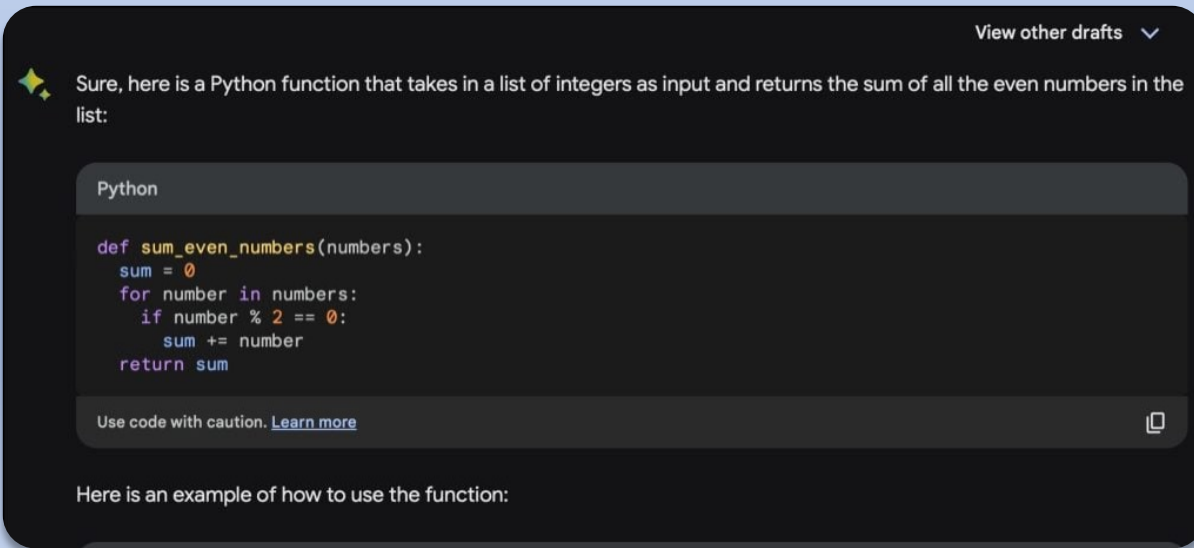 View other drafts
Sure, here is a Python function that takes in a list of integers as input and returns the sum of all the even numbers in the
list:
Python
def sum_even_numbers(numbers):
  sum = 0
  for number in numbers:
    if number % 2 == 0:
      sum += number
  return sum
Use code with caution. Learn more
Here is an example of how to use the function: